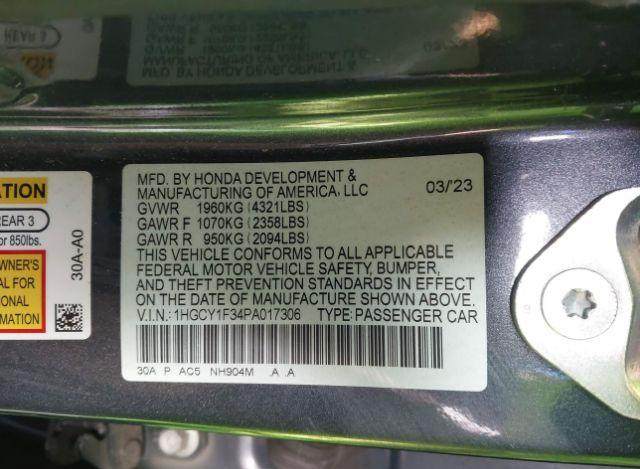 MFD. BY HONDA DEVELOPMENT &
MANUFACTURING OF AMERICA, LLC
03/23
GVWR 1960KG (4321LBS)
GAWR F 1070KG (2358LBS)
GAWR R 950KG (2094LBS)
THIS VEHICLE CONFORMS TO ALL APPLICABLE
FEDERAL MOTOR VEHICLE SAFETY, BUMPER,
AND THEFT PREVENTION STANDARDS IN EFFECT
ON THE DATE OF MANUFACTURE SHOWN ABOVE.
V.I.N.: 1HGCY1F34PA017306 TYPE: PASSENGER CAR
30A P AC5 NH904M .A .A
ATION
REAR 3
or 850lbs.
WNER'S
AL FOR
ONAL
MATION
30A-A0